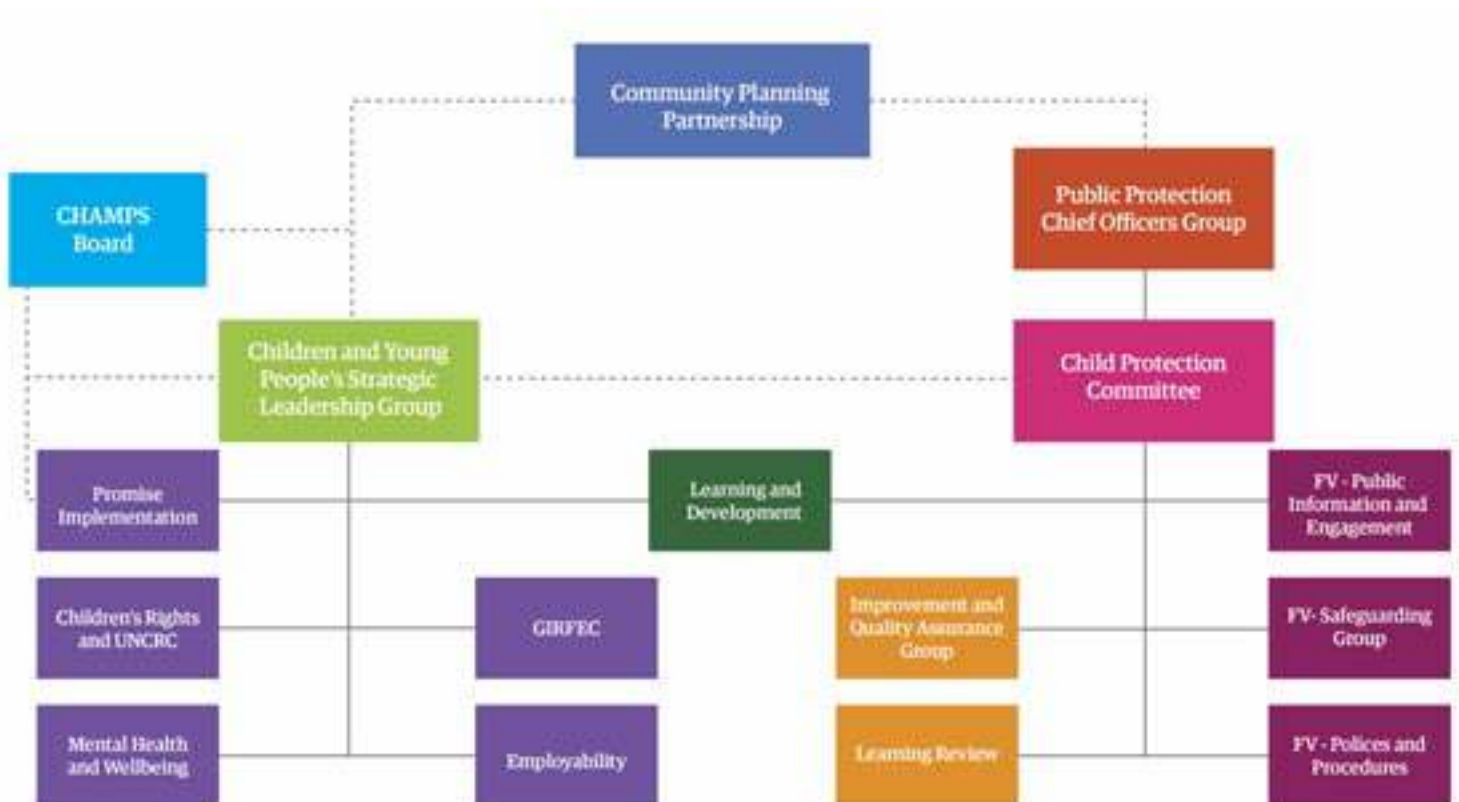 Community Planning
Partnership
CHAMPS
Board
Public Protection
Chief Officers Group
Children and Young
People's Strategic
Leadership Group
Child Protection
Committee
Promise
Implementation
Learning and
Development
FV - Public
Information and
Engagement
Children's Rights
and UNCRC
GIRFEC
Improvement and
Quality Assurance
Group
FV- Safeguarding
Group
Mental Health
and Wellbeing
Employability
Learning Review
FV - Polices and
Procedures